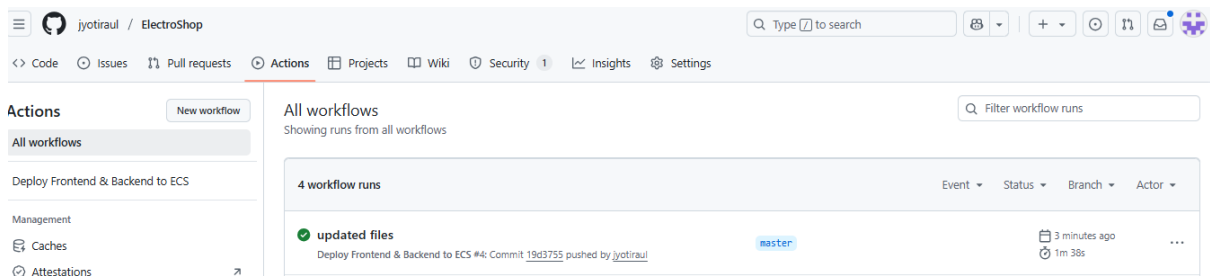 jyotiraul / ElectroShop
Type / to search
Code Issues Pull requests Actions Projects Wiki Security 1 Insights Settings
Actions
New workflow
All workflows
Deploy Frontend & Backend to ECS
Management
Caches
Attestations
All workflows
Showing runs from all workflows
Filter workflow runs
4 workflow runs
Event Status Branch Actor
updated files
Deploy Frontend & Backend to ECS #4: Commit 19d3755 pushed by jyotiraul
master
3 minutes ago
1m 38s